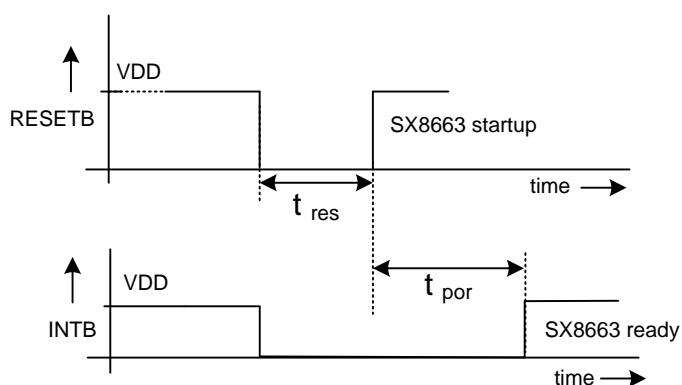 VDD
RESETB
SX8663 startup
time
t res
VDD
t por
INTB
SX8663 ready
time